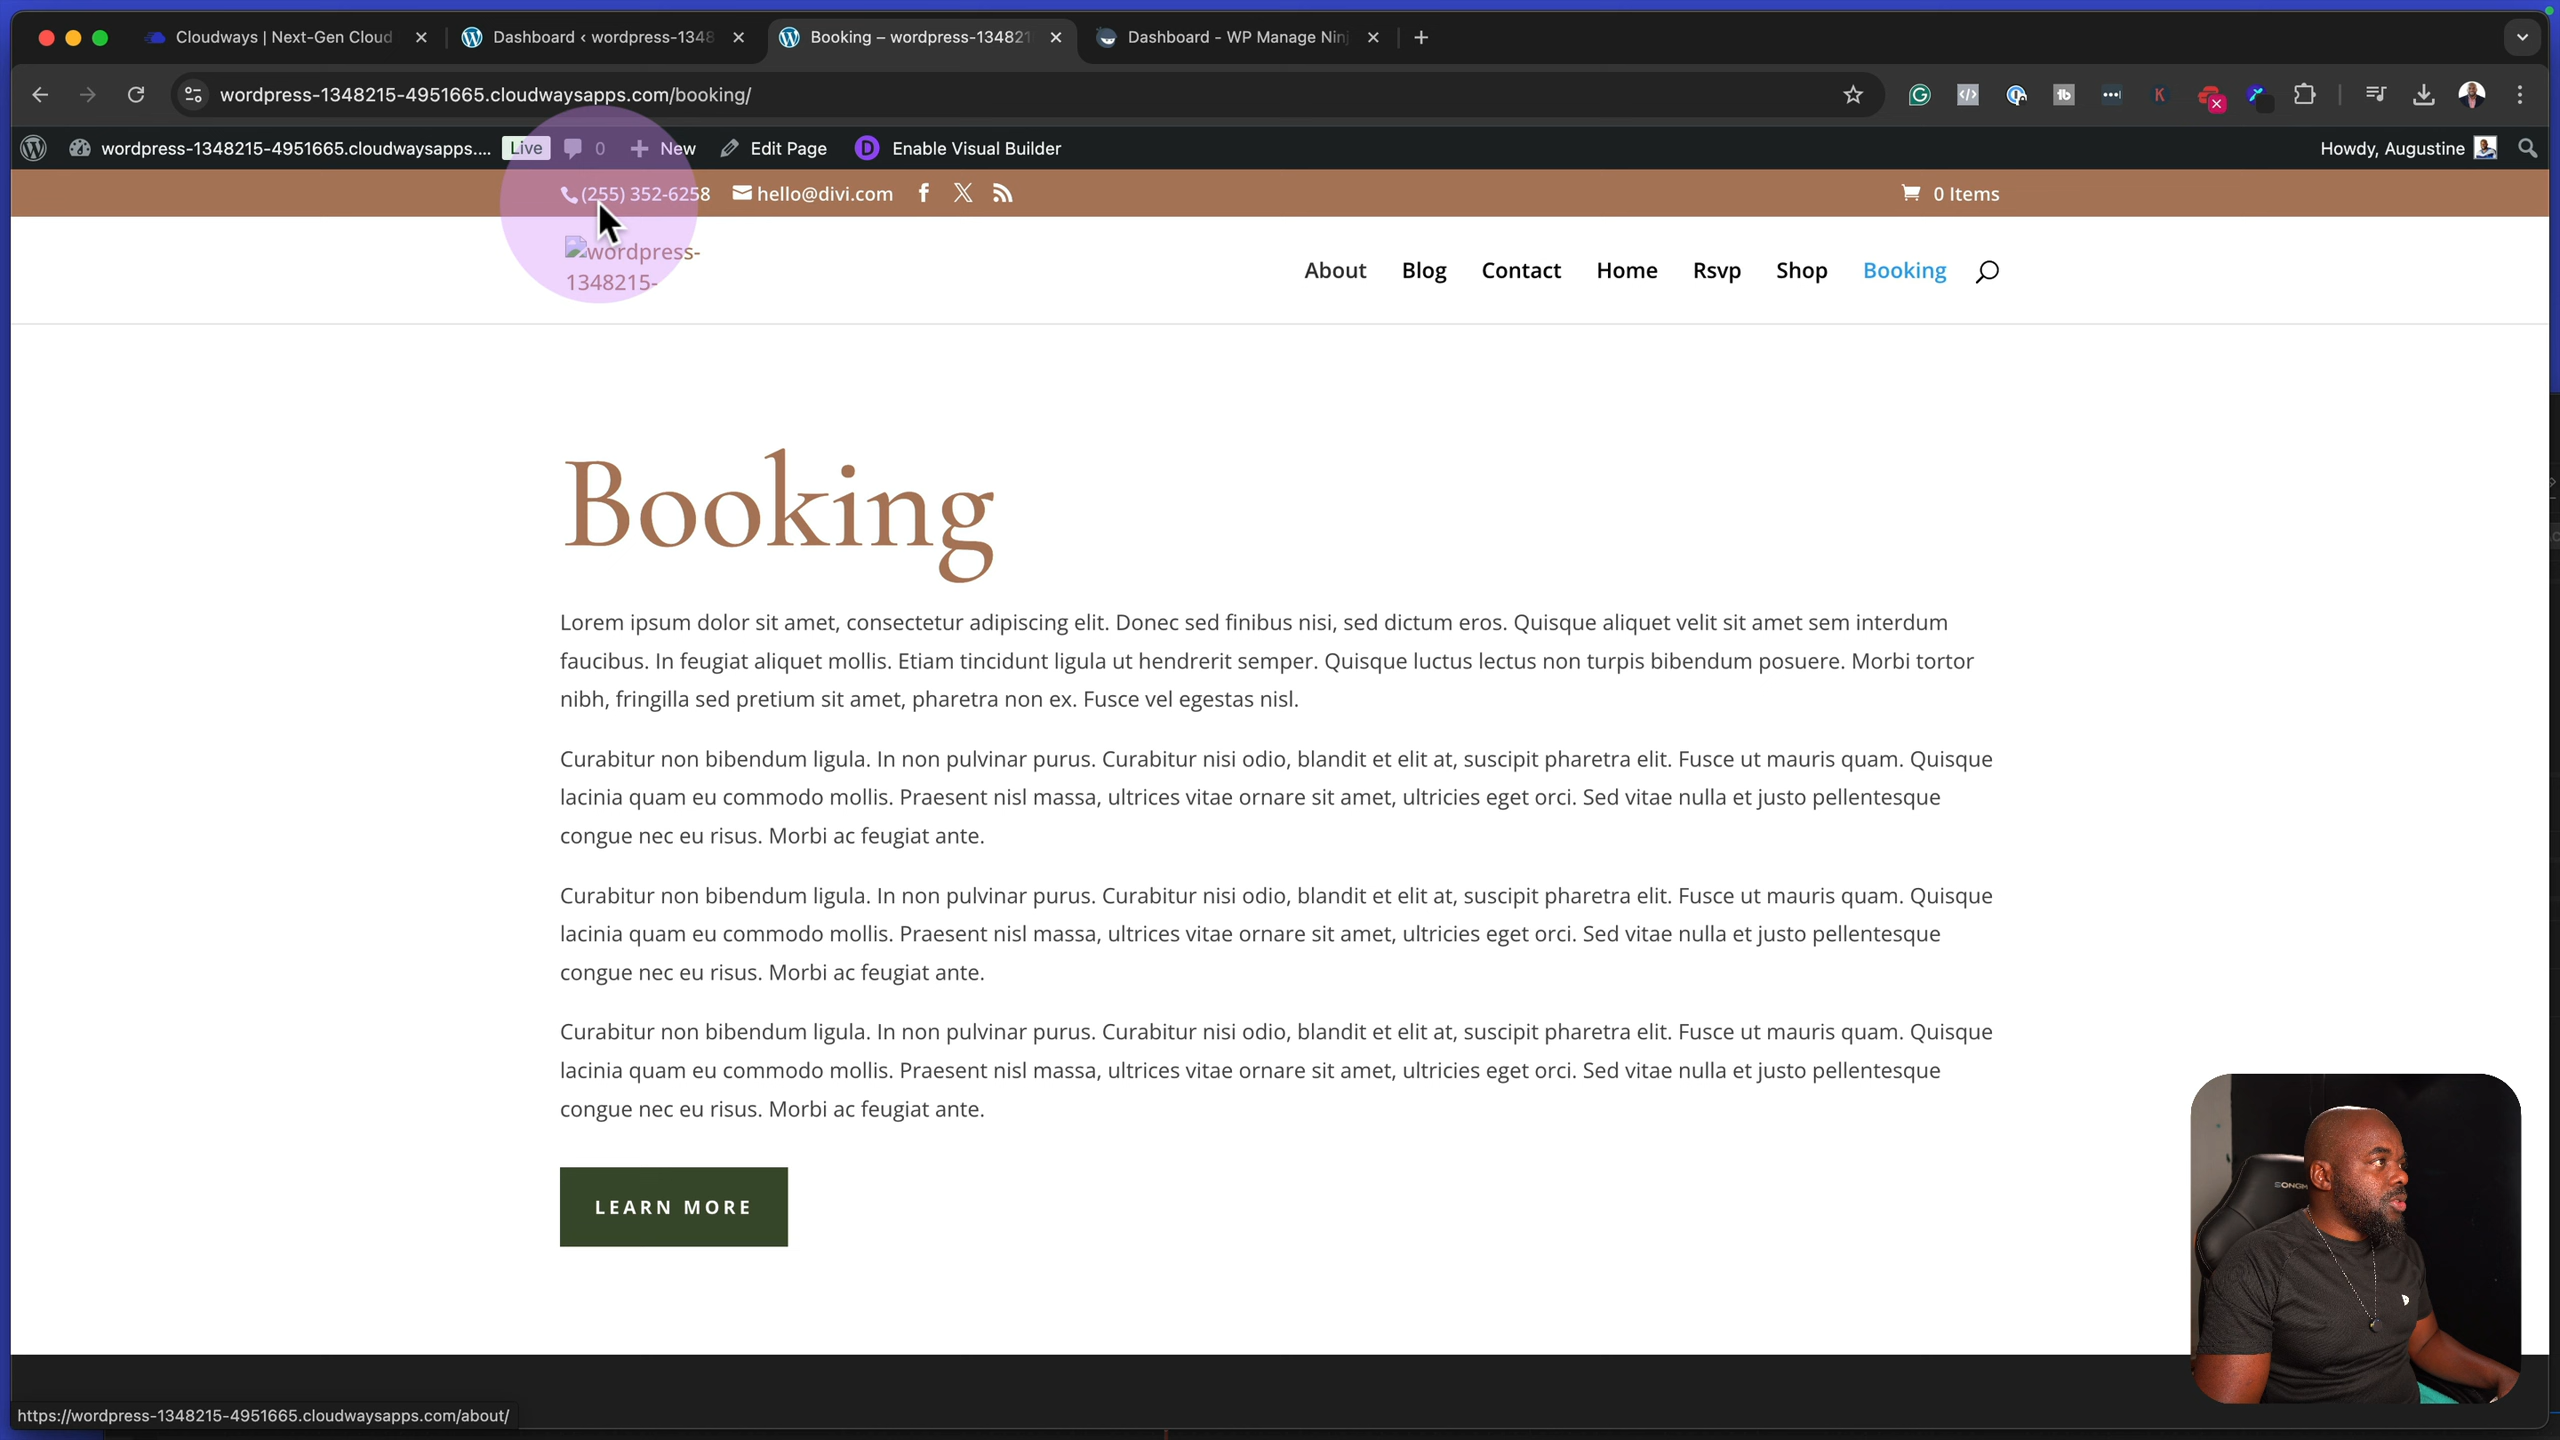 Cloudways | Next-Gen Cloud
Dashboard ‹ wordpress-1348
Booking – wordpress-134821
Dashboard - WP Manage Nin
wordpress-1348215-4951665.cloudwaysapps.com/booking/
wordpress-1348215-4951665.cloudwaysapps.... Live 0 New Edit Page Enable Visual Builder
Howdy, Augustine
(255) 352-6258 hello@divi.com
0 Items
wordpress-
1348215-
About Blog Contact Home Rsvp Shop Booking
Booking
Lorem ipsum dolor sit amet, consectetur adipiscing elit. Donec sed finibus nisi, sed dictum eros. Quisque aliquet velit sit amet sem interdum
faucibus. In feugiat aliquet mollis. Etiam tincidunt ligula ut hendrerit semper. Quisque luctus lectus non turpis bibendum posuere. Morbi tortor
nibh, fringilla sed pretium sit amet, pharetra non ex. Fusce vel egestas nisl.
Curabitur non bibendum ligula. In non pulvinar purus. Curabitur nisi odio, blandit et elit at, suscipit pharetra elit. Fusce ut mauris quam. Quisque
lacinia quam eu commodo mollis. Praesent nisl massa, ultrices vitae ornare sit amet, ultricies eget orci. Sed vitae nulla et justo pellentesque
congue nec eu risus. Morbi ac feugiat ante.
Curabitur non bibendum ligula. In non pulvinar purus. Curabitur nisi odio, blandit et elit at, suscipit pharetra elit. Fusce ut mauris quam. Quisque
lacinia quam eu commodo mollis. Praesent nisl massa, ultrices vitae ornare sit amet, ultricies eget orci. Sed vitae nulla et justo pellentesque
congue nec eu risus. Morbi ac feugiat ante.
Curabitur non bibendum ligula. In non pulvinar purus. Curabitur nisi odio, blandit et elit at, suscipit pharetra elit. Fusce ut mauris quam. Quisque
lacinia quam eu commodo mollis. Praesent nisl massa, ultrices vitae ornare sit amet, ultricies eget orci. Sed vitae nulla et justo pellentesque
congue nec eu risus. Morbi ac feugiat ante.
LEARN MORE
https://wordpress-1348215-4951665.cloudwaysapps.com/about/